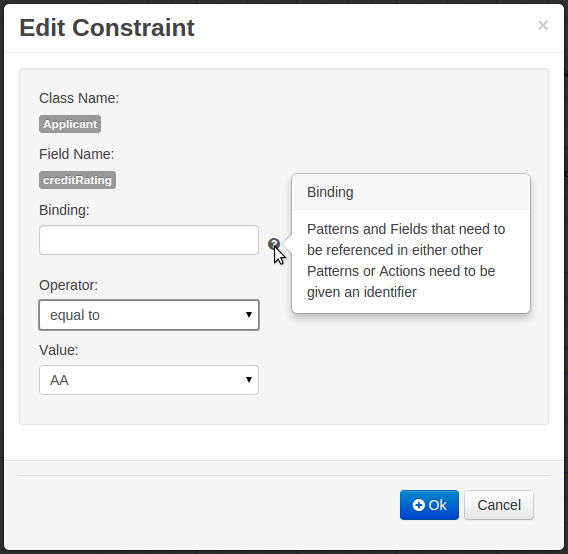 Edit Constraint
×
Class Name:
Applicant
Field Name:
creditRating
Binding:
?
Binding
Patterns and Fields that need to
be referenced in either other
Patterns or Actions need to be
given an identifier
Operator:
equal to
Value:
AA
Ok
Cancel